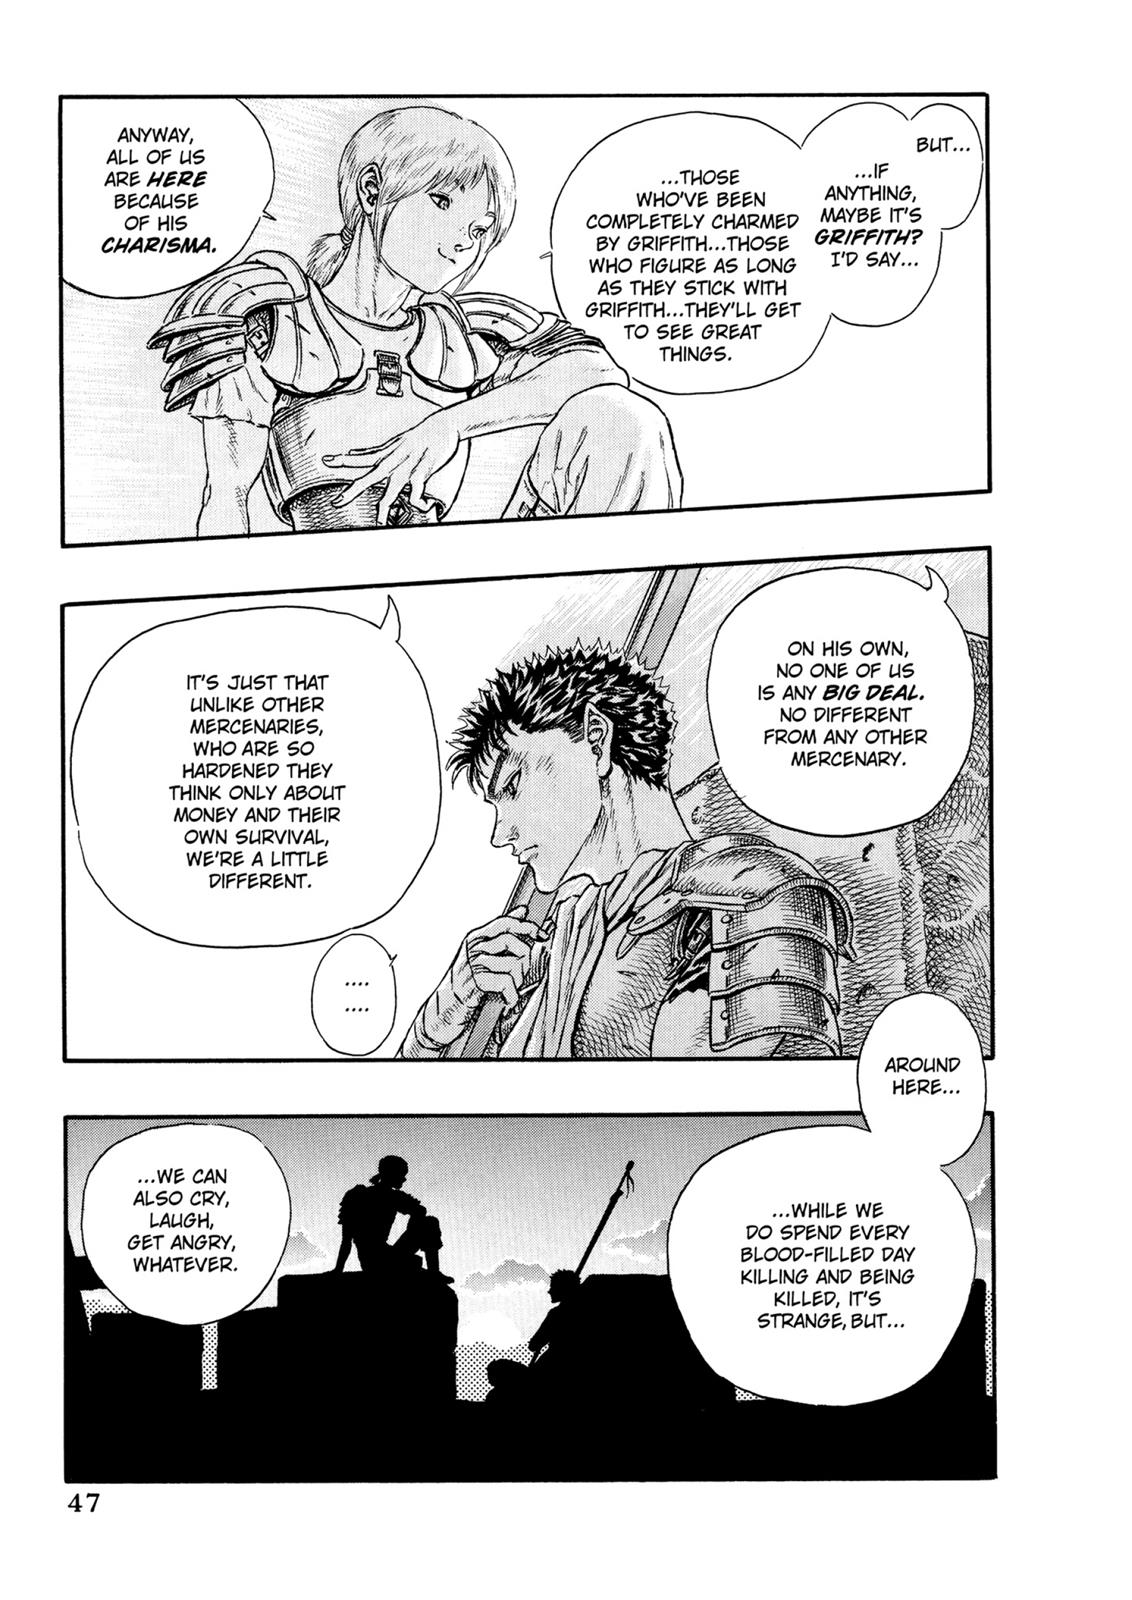 BUT...
...IF
ANYTHING,
MAYBE IT'S
GRIFFITH?
I'D SAY...
...THOSE
WHO'VE BEEN
COMPLETELY CHARMED
BY GRIFFITH...THOSE
WHO FIGURE AS LONG
AS THEY STICK WITH
GRIFFITH...THEY'LL GET
TO SEE GREAT
THINGS.
ANYWAY,
ALL OF US
ARE HERE
BECAUSE
OF HIS
CHARISMA.
ON HIS OWN,
NO ONE OF US
IS ANY BIG DEAL.
NO DIFFERENT
FROM ANY OTHER
MERCENARY.
IT'S JUST THAT
UNLIKE OTHER
MERCENARIES,
WHO ARE SO
HARDENED THEY
THINK ONLY ABOUT
MONEY AND THEIR
OWN SURVIVAL,
WE'RE A LITTLE
DIFFERENT.
....
....
AROUND
HERE...
...WHILE WE
DO SPEND EVERY
BLOOD-FILLED DAY
KILLING AND BEING
KILLED, IT'S
STRANGE, BUT...
...WE CAN
ALSO CRY,
LAUGH,
GET ANGRY,
WHATEVER.
47